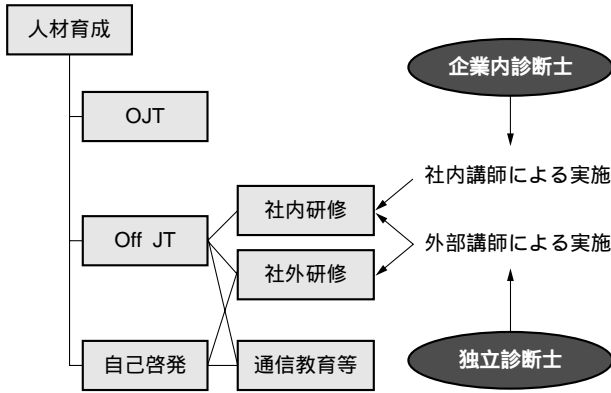 人材育成
企業内診断士
OJT
社内講師による実施
社内研修
Off JT
外部講師による実施
社外研修
自己啓発
通信教育等
独立診断士